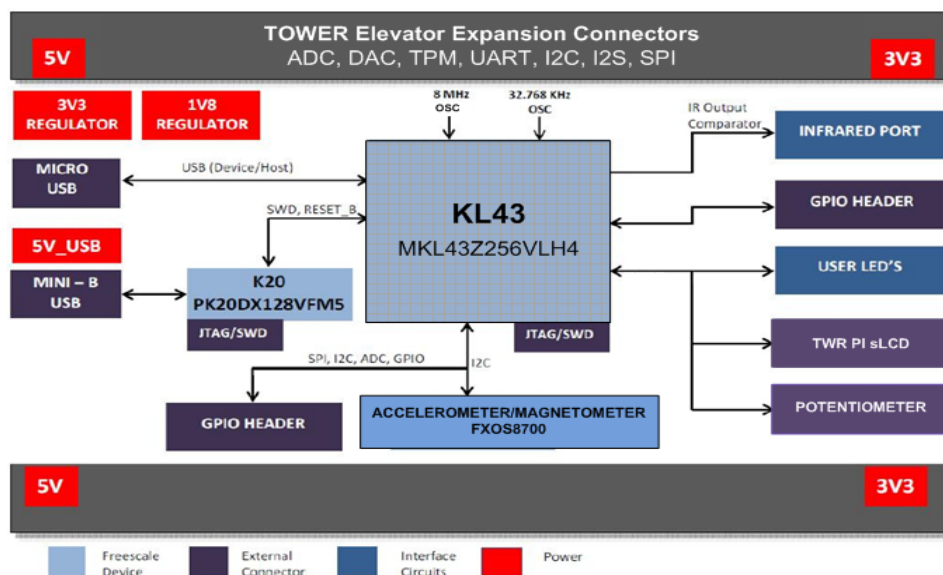 TOWER Elevator Expansion Connectors
5V
ADC, DAC, TPM, UART, I2C, I2S, SPI
3V3
3V3
REGULATOR
1V8
REGULATOR
8 MHz
OSC
32.768 KHz
OSC
IR Output
Comparator
INFRARED PORT
MICRO
USB
USB (Device/Host)
KL43
MKL43Z256VLH4
GPIO HEADER
SWD, RESET_B
5V_USB
MINI – B
USB
K20
PK20DX128VFM5
JTAG/SWD
USER LED'S
JTAG/SWD
TWR PI sLCD
SPI, I2C, ADC, GPIO
I2C
GPIO HEADER
ACCELEROMETER/MAGNETOMETER
FXOS8700
POTENTIOMETER
5V
3V3
Freescale
Device
External
Connector
Interface
Circuits
Power